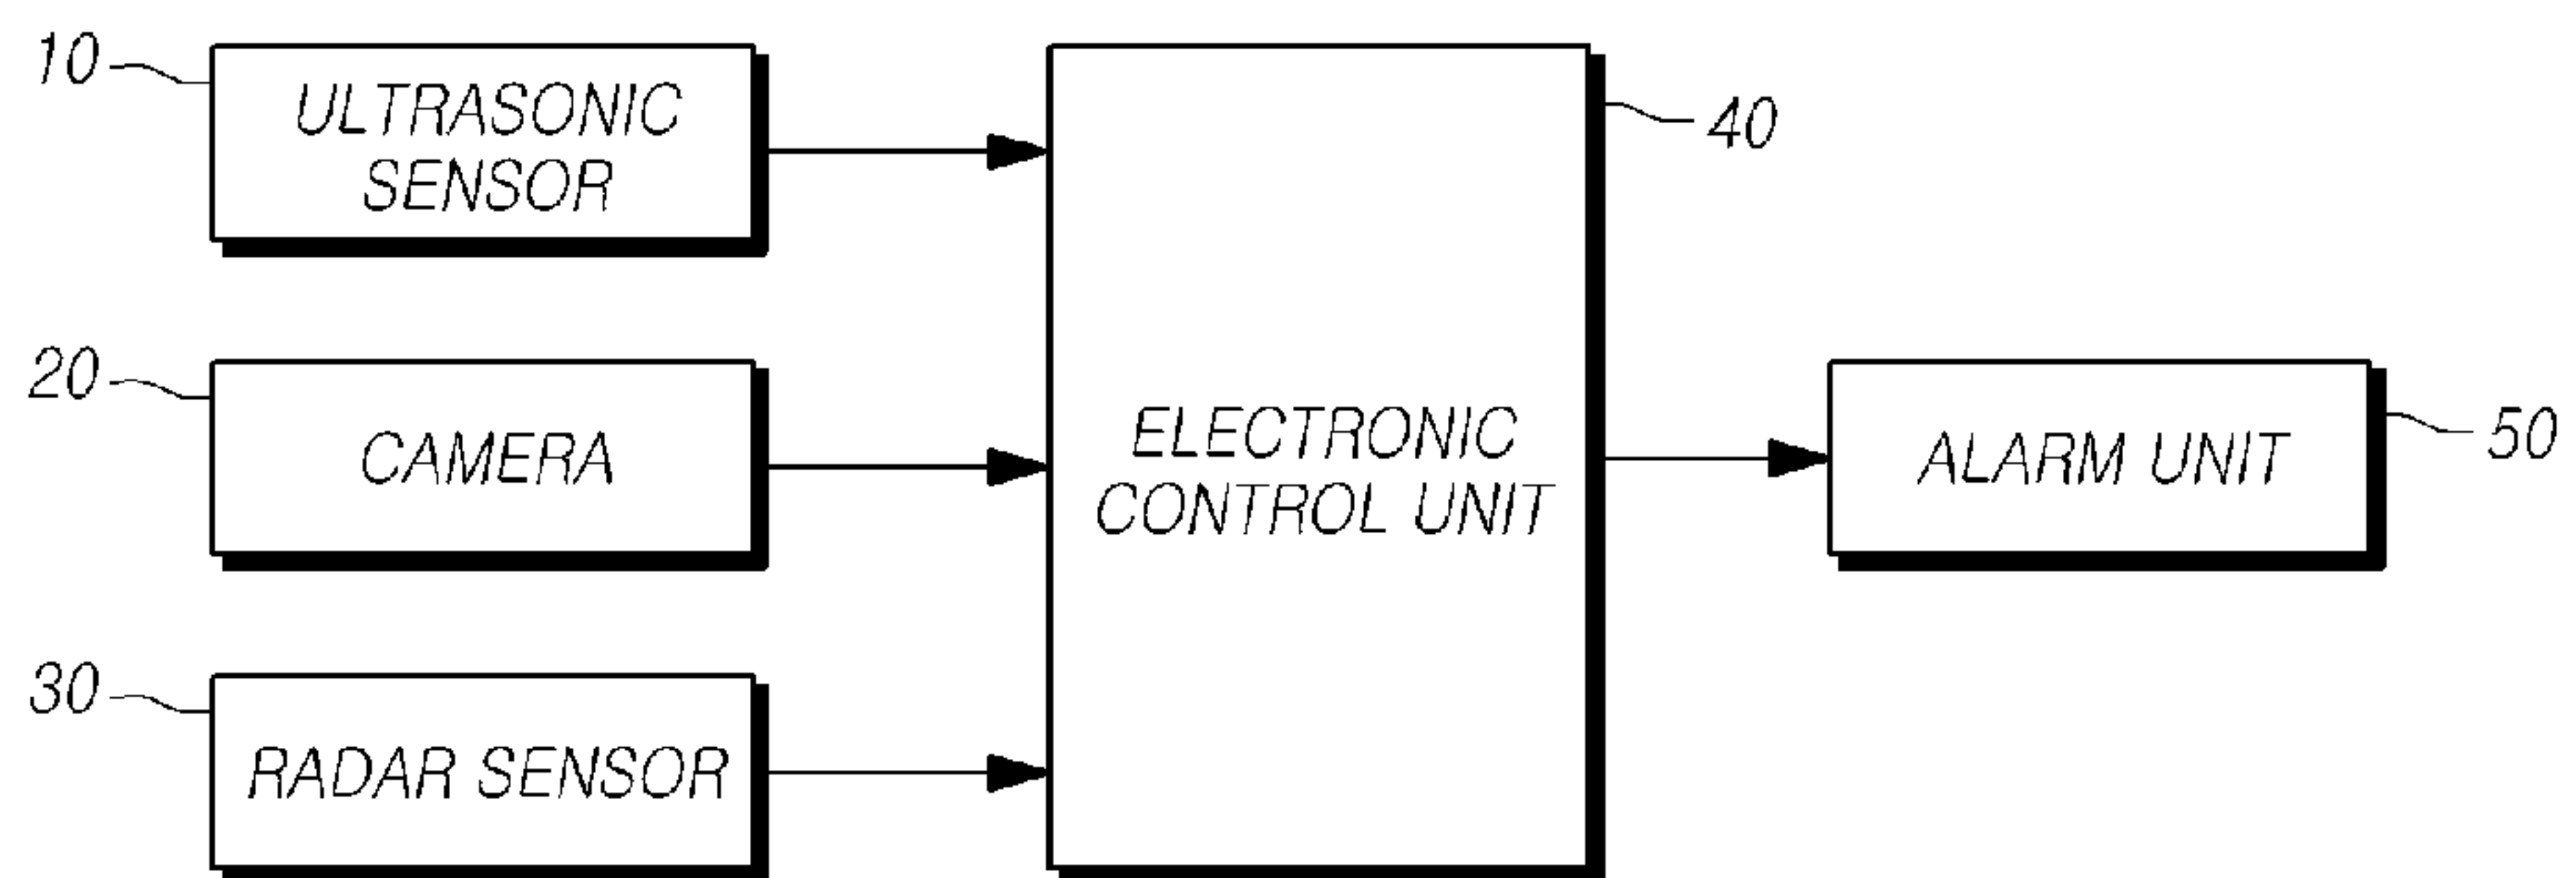 10
ULTRASONIC
SENSOR
20
CAMERA
30
RADAR SENSOR
40
ELECTRONIC
CONTROL UNIT
50
ALARM UNIT